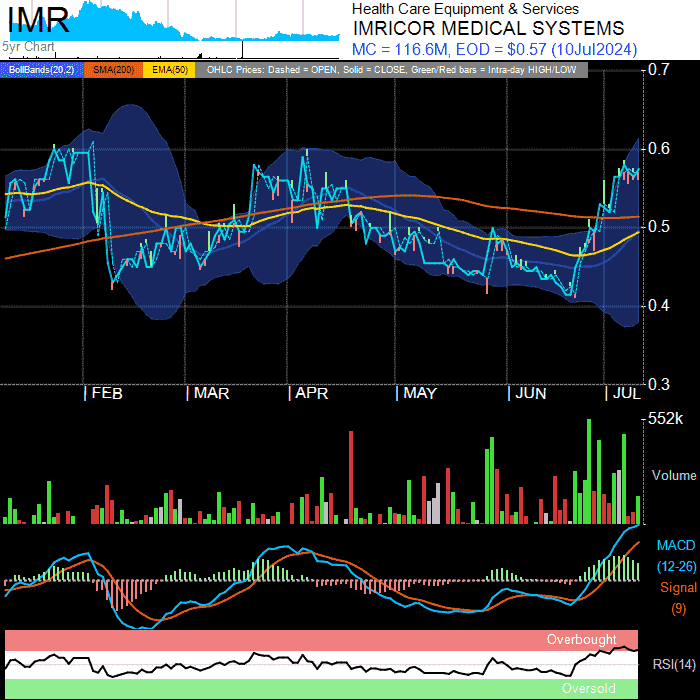 IMR
5yr Chart
Health Care Equipment & Services
IMRICOR MEDICAL SYSTEMS
MC = 116.6M, EOD = $0.57 (10Jul2024)
BollBands(20,2) SMA(200) EMA(50) OHLC Prices: Dashed = OPEN, Solid = CLOSE, Green/Red bars = Intra-day HIGH/LOW
0.7
0.6
0.5
0.4
0.3
FEB MAR APR MAY JUN JUL
552k
Volume
MACD
(12-26)
Signal
(9)
Overbought
RSI(14)
Oversold